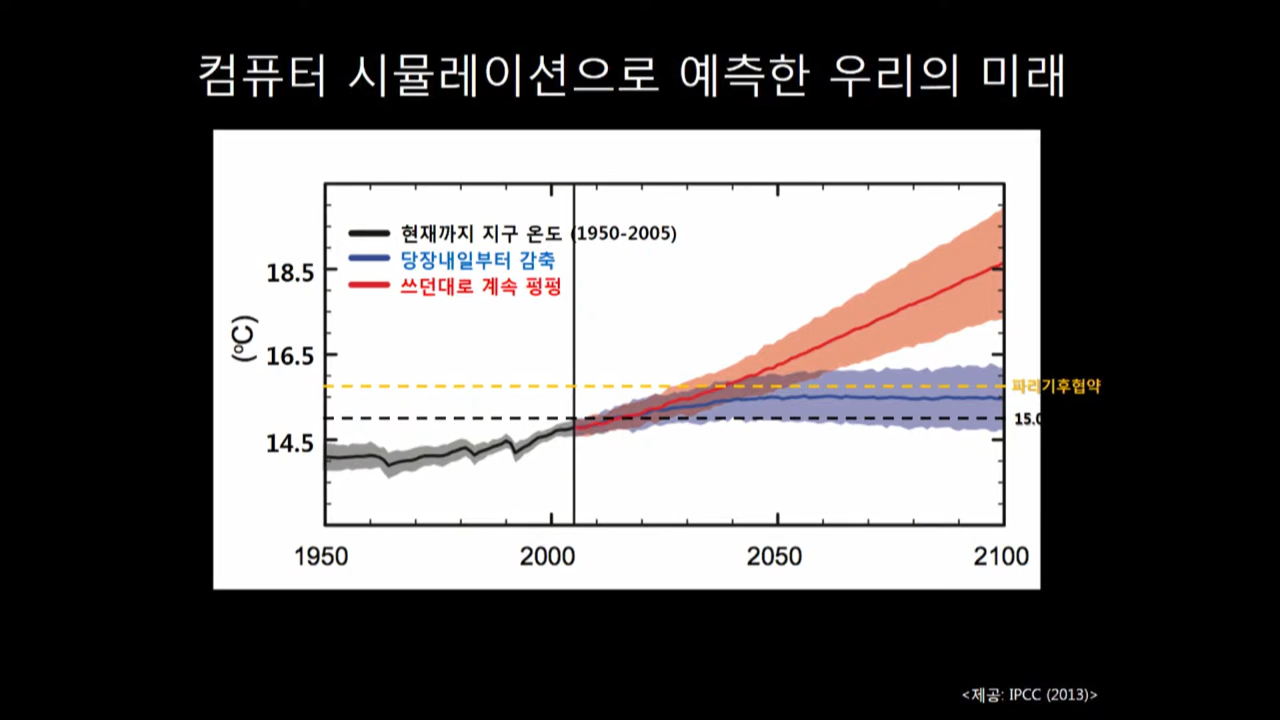 컴퓨터 시뮬레이션으로 예측한 우리의 미래
현재까지 지구 온도 (1950-2005)
당장내일부터 감축
쓰던대로 계속 펑펑
18.5
(ºC)
16.5
파리기후협약
15.0
14.5
1950 2000 2050 2100
<제공: IPCC (2013)>